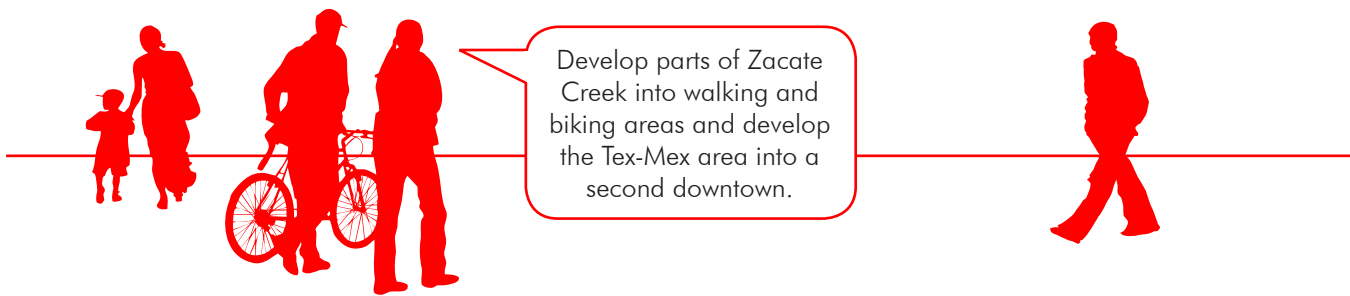 Develop parts of Zacate
Creek into walking and
biking areas and develop
the Tex-Mex area into a
second downtown.